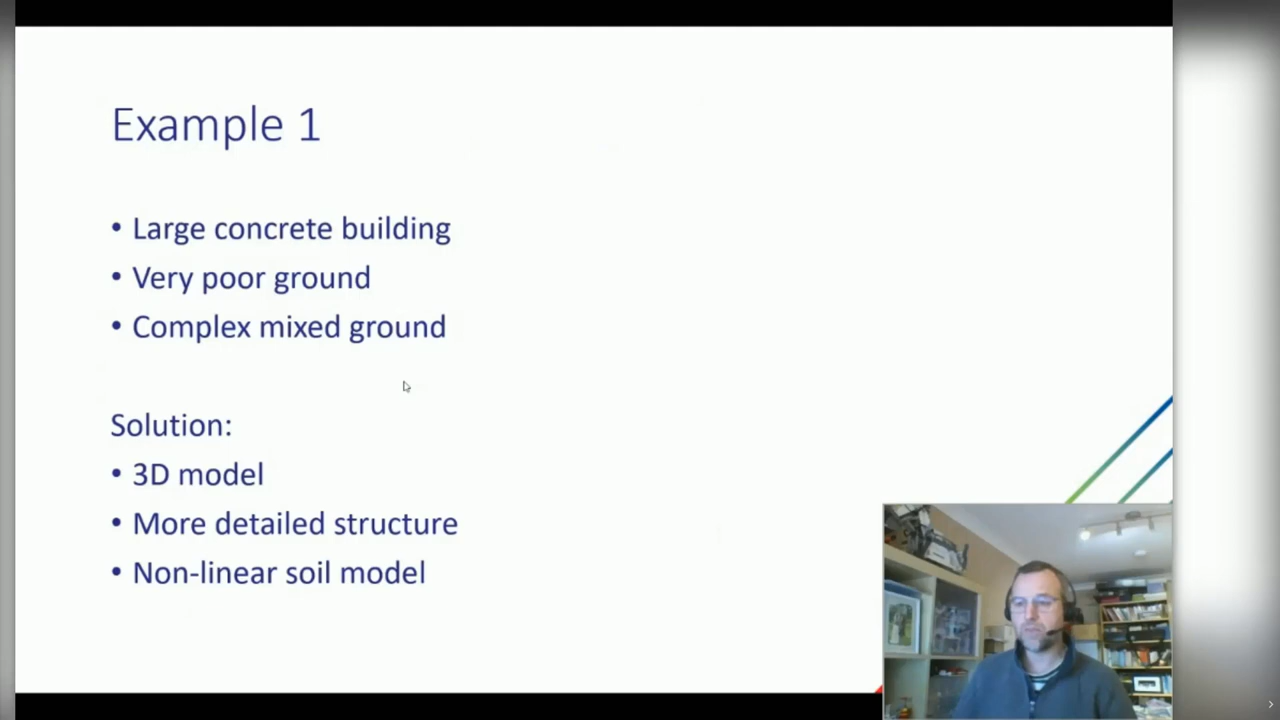 Example 1
• Large concrete building
• Very poor ground
• Complex mixed ground
Solution:
• 3D model
• More detailed structure
• Non-linear soil model